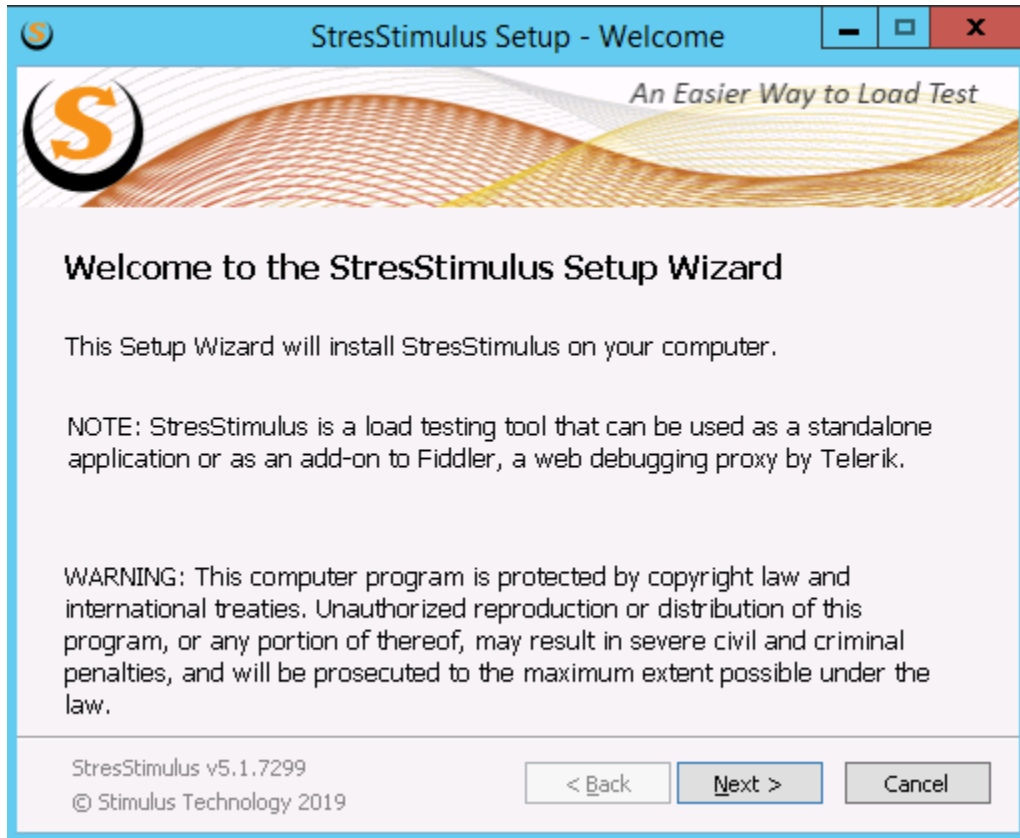 StresStimulus Setup - Welcome
An Easier Way to Load Test
Welcome to the StresStimulus Setup Wizard
This Setup Wizard will install StresStimulus on your computer.
NOTE: StresStimulus is a load testing tool that can be used as a standalone
application or as an add-on to Fiddler, a web debugging proxy by Telerik.
WARNING: This computer program is protected by copyright law and
international treaties. Unauthorized reproduction or distribution of this
program, or any portion of thereof, may result in severe civil and criminal
penalties, and will be prosecuted to the maximum extent possible under the
law.
StresStimulus v5.1.7299
© Stimulus Technology 2019
< Back Next > Cancel